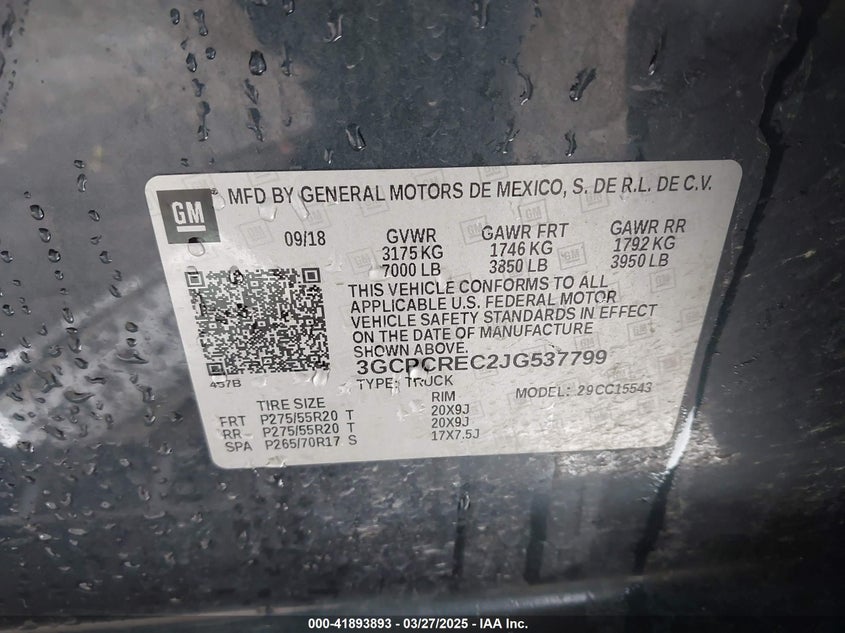 GM
MFD BY GENERAL MOTORS DE MEXICO, S. DE R.L. DE C.V.
09/18 GVWR GAWR FRT GAWR RR
3175 KG 1746 KG 1792 KG
7000 LB 3850 LB 3950 LB
THIS VEHICLE CONFORMS TO ALL
APPLICABLE U.S. FEDERAL MOTOR
VEHICLE SAFETY STANDARDS IN EFFECT
ON THE DATE OF MANUFACTURE
SHOWN ABOVE.
3GCPCREC2JG537799
457B
TYPE: TRUCK MODEL: 29CC15543
TIRE SIZE RIM
FRT P275/55R20 T 20X9J
RR P275/55R20 T 20X9J
SPA P265/70R17 S 17X7.5J
000-41893893 - 03/27/2025 - IAA Inc.